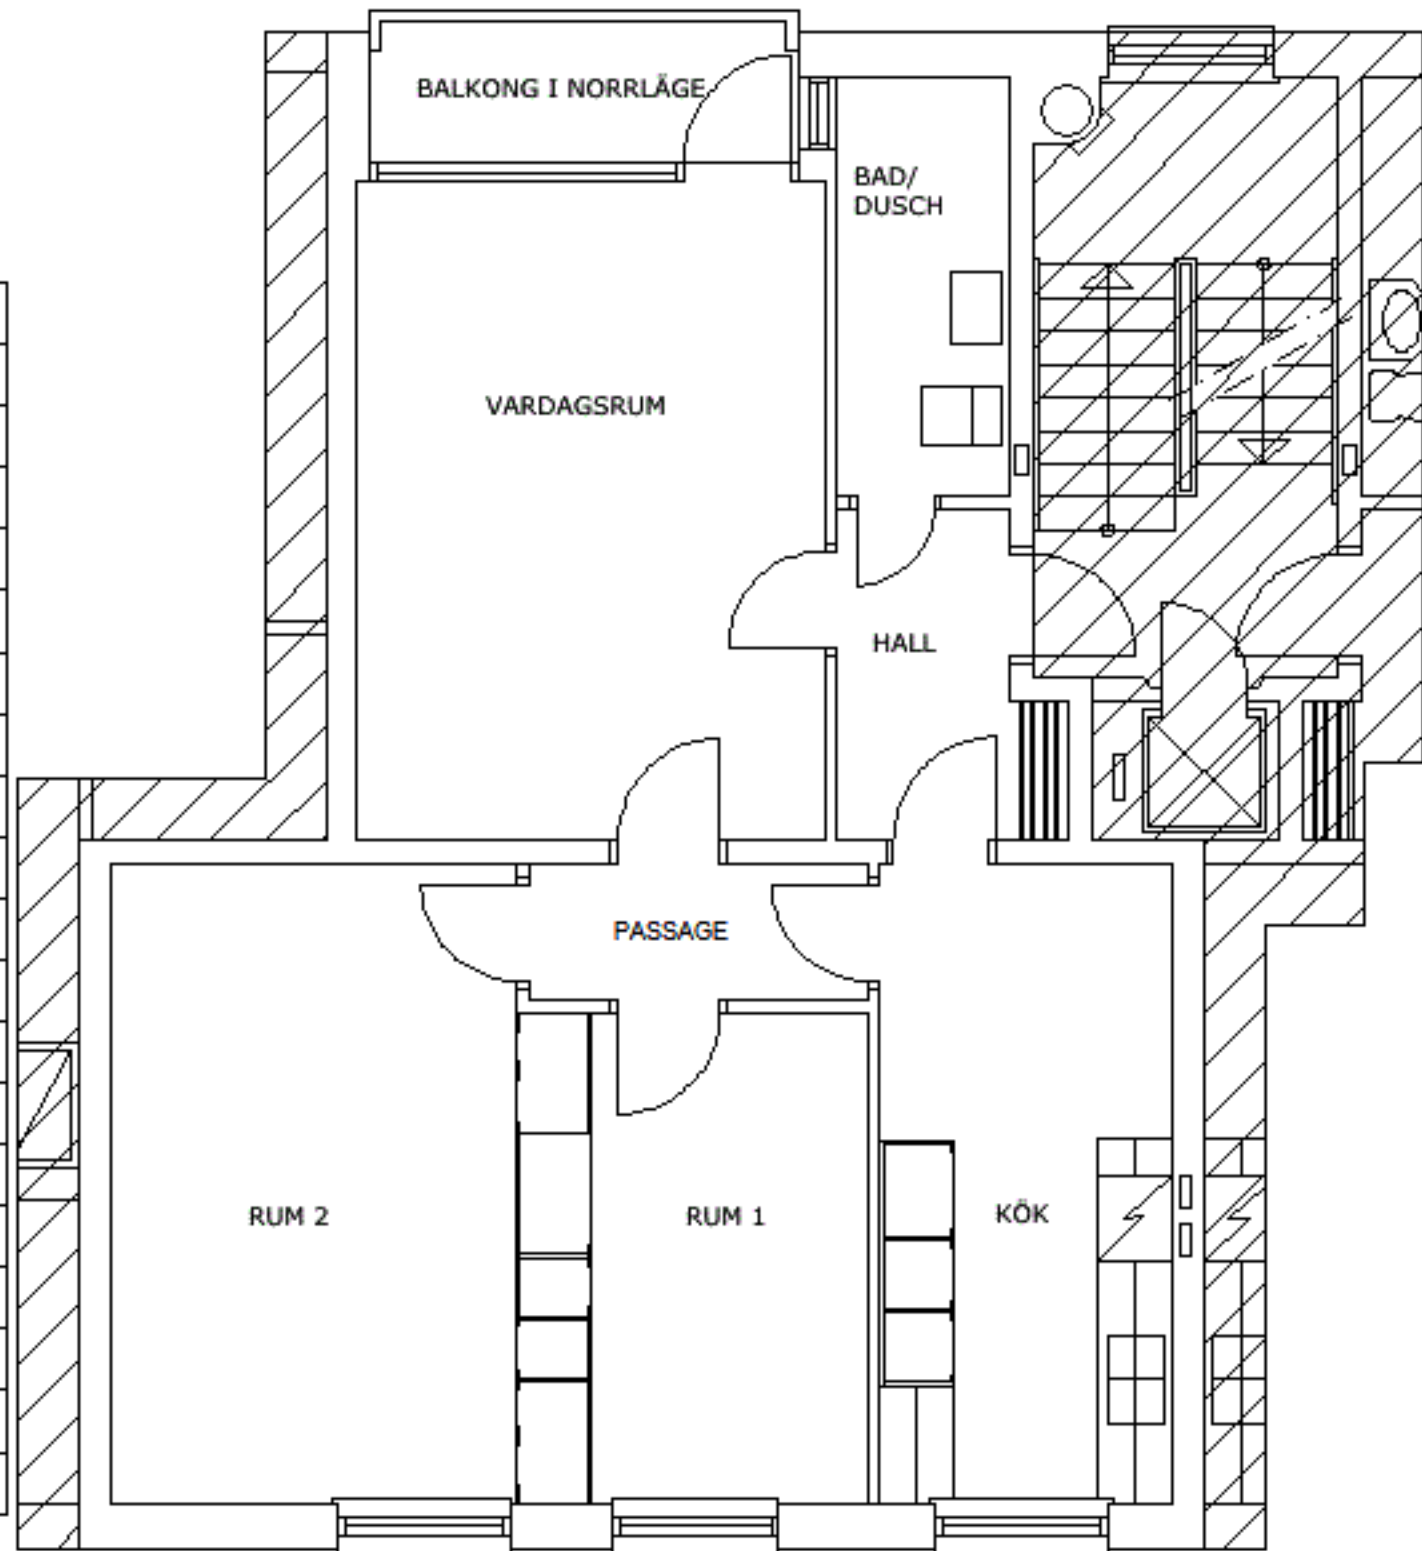 BALKONG I NORRLÄGE
BAD/
DUSCH
VARDAGSRUM
HALL
PASSAGE
RUM 2
RUM 1
KÖK